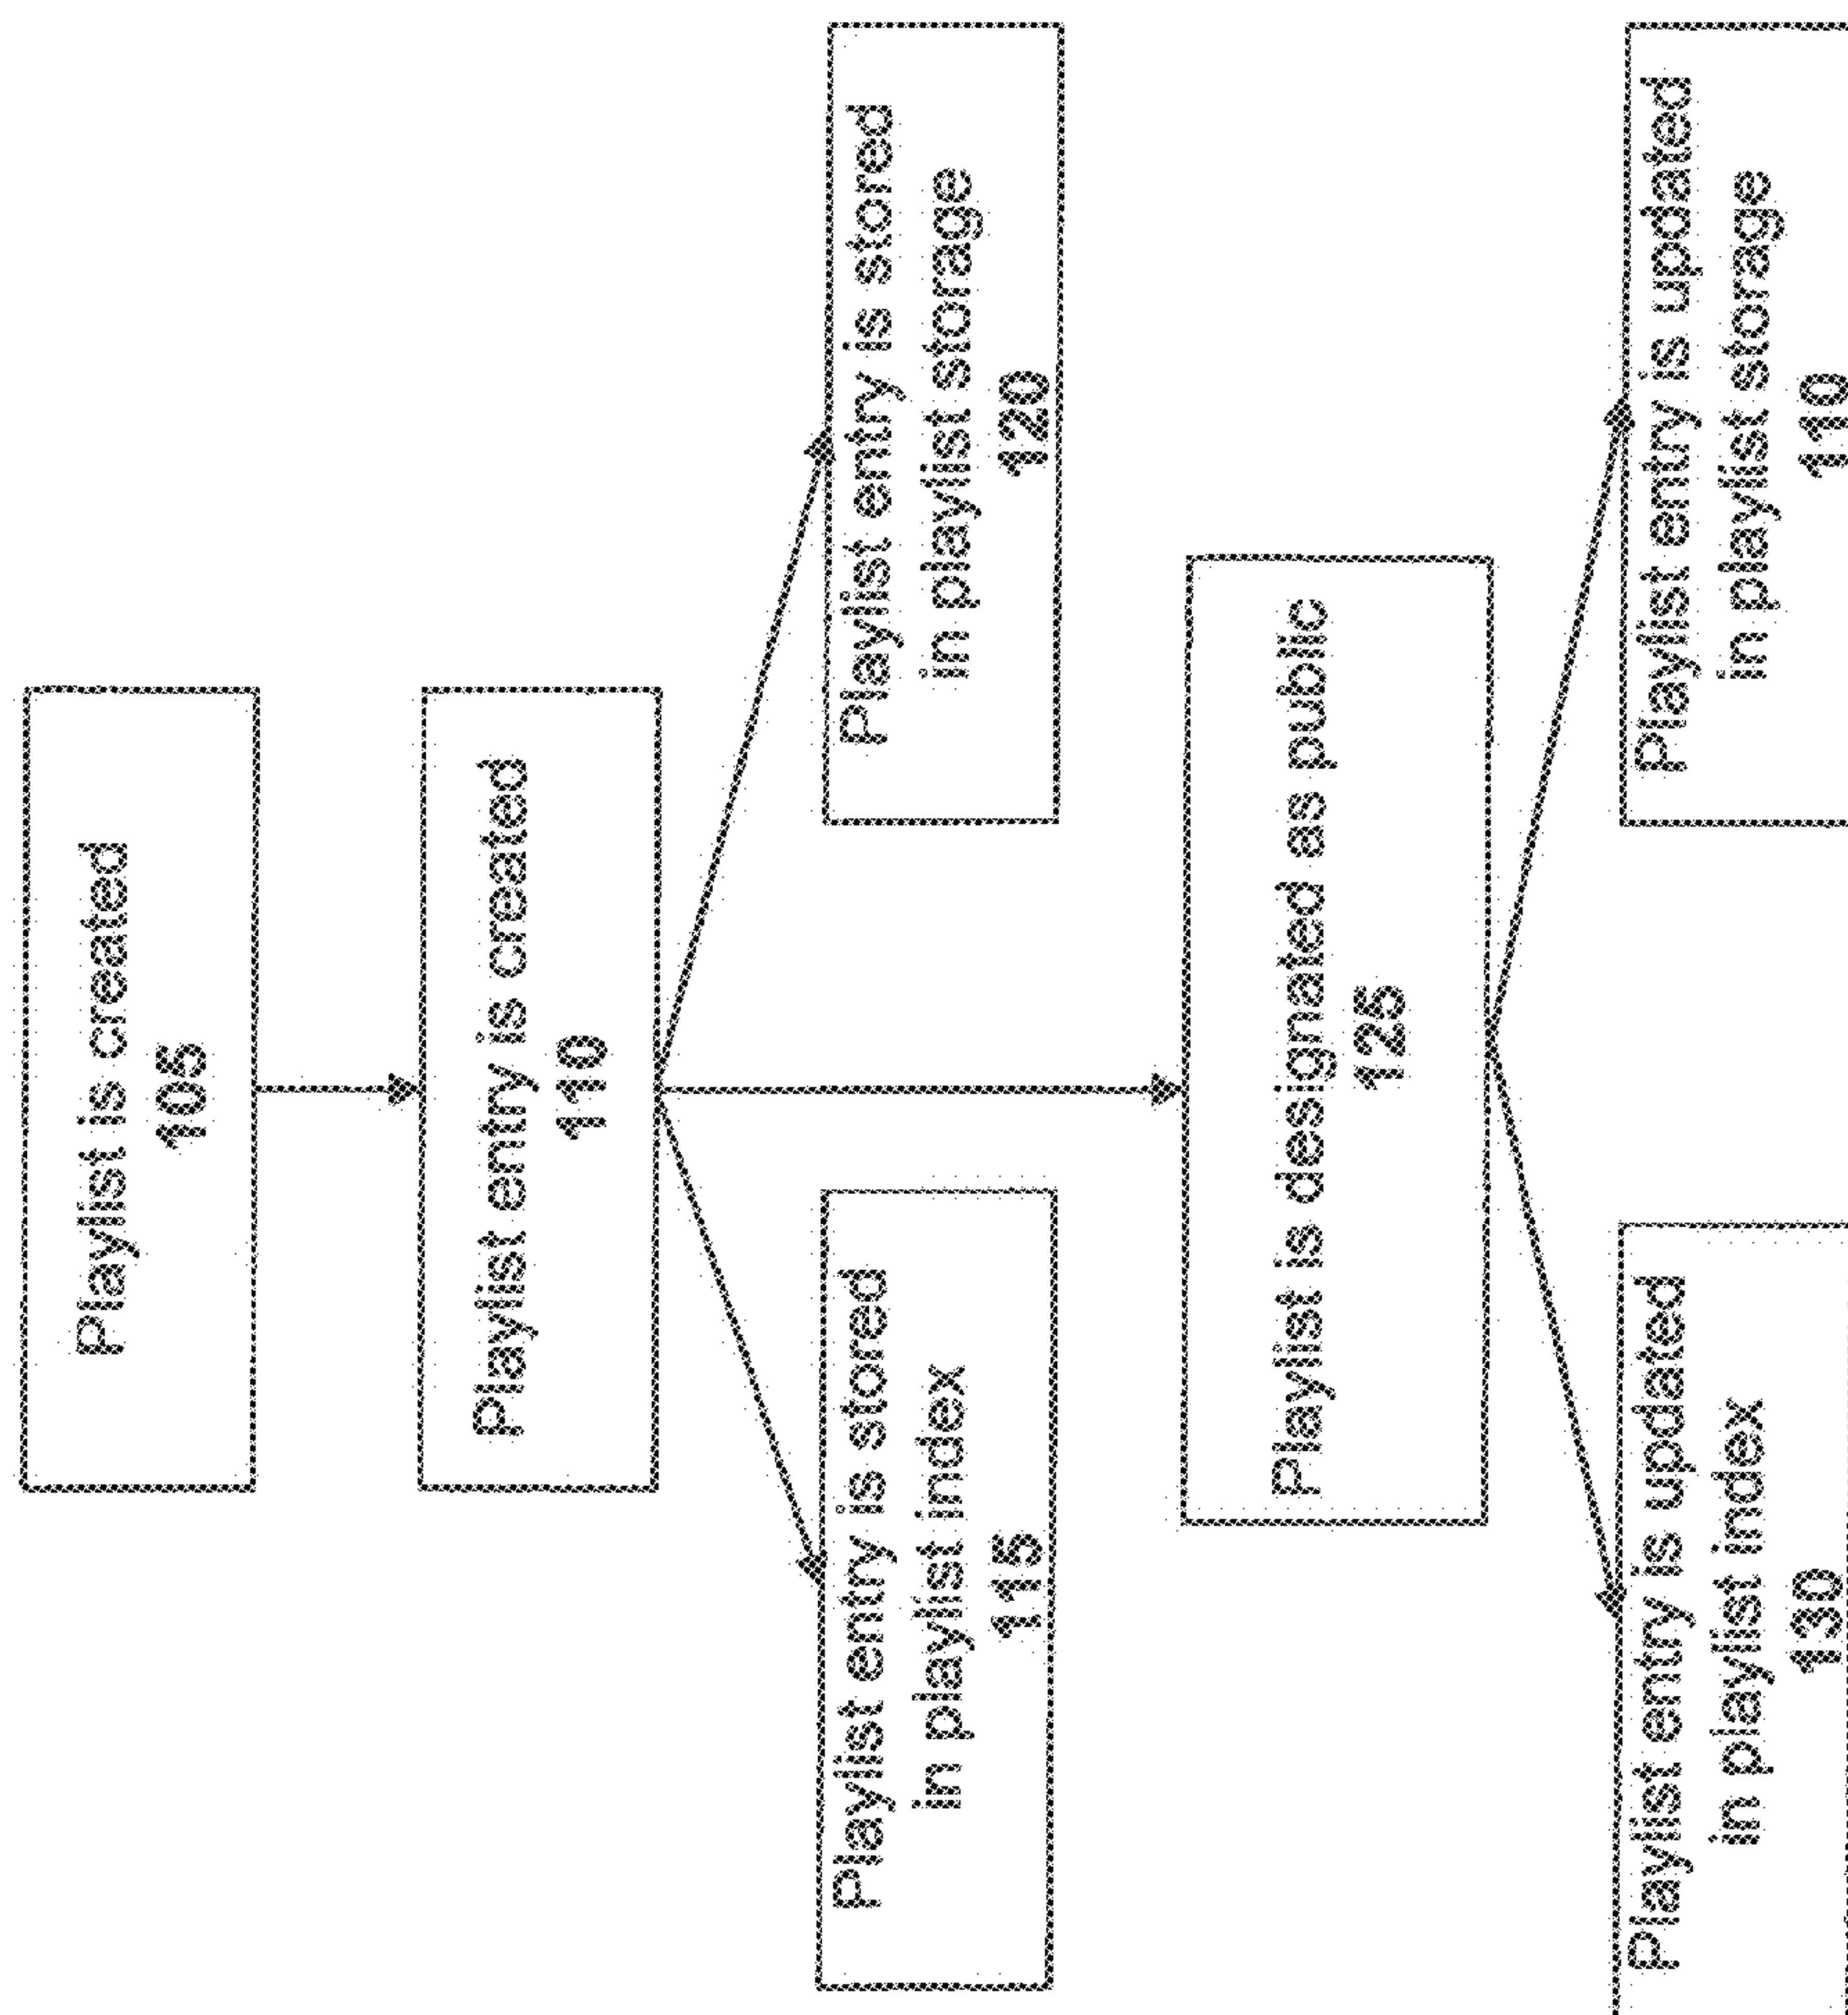 Playlist is created
105
Playlist entry is created
110
Playlist entry is stored
in playlist index
115
Playlist entry is stored
in playlist storage
120
Playlist is designated as public
125
Playlist entry is updated
in playlist index
130
Playlist entry is updated
in playlist storage
110